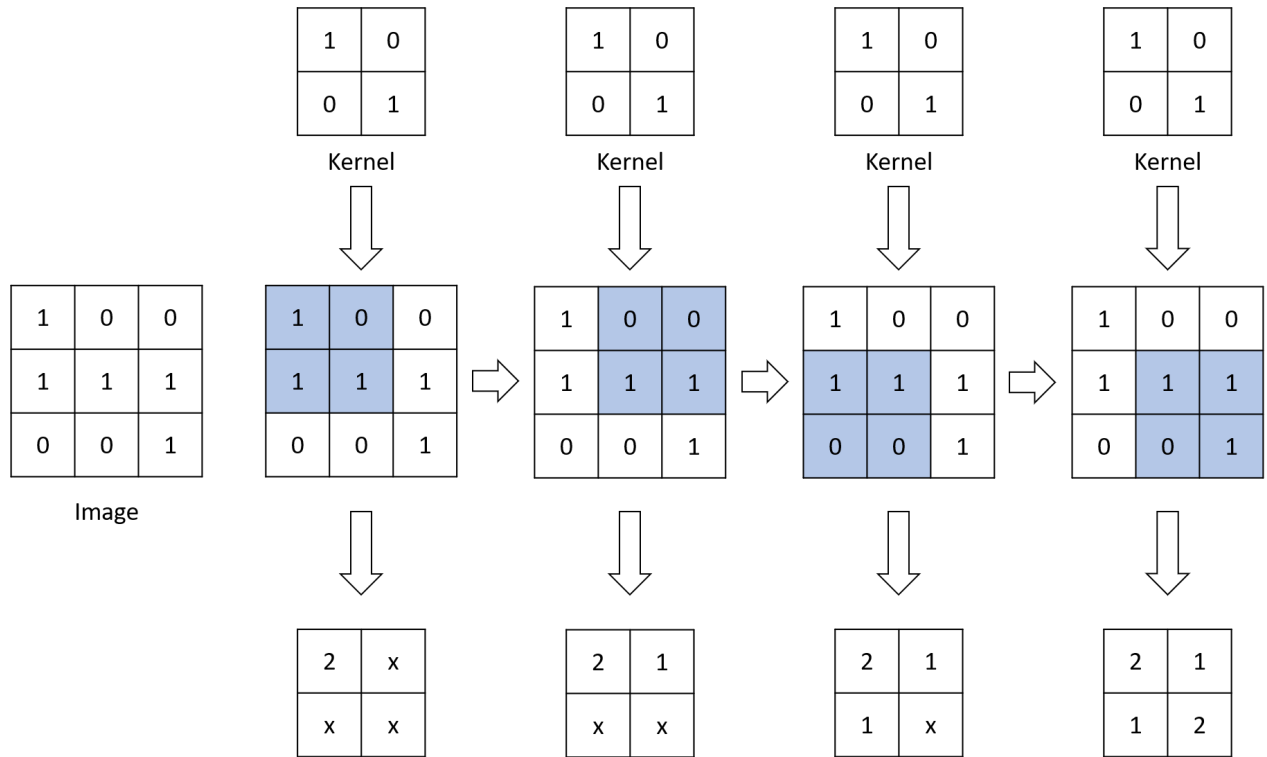 1 0 1 0 1 0 1 0
0 1 0 1 0 1 0 1
Kernel Kernel Kernel Kernel
1 0 0 1 0 0 1 0 0 1 0 0 1 0 0
1 1 1 1 1 1 1 1 1 1 1 1 1 1 1
0 0 1 0 0 1 0 0 1 0 0 1 0 0 1
Image
2 x 2 1 2 1 2 1
x x x x 1 x 1 2